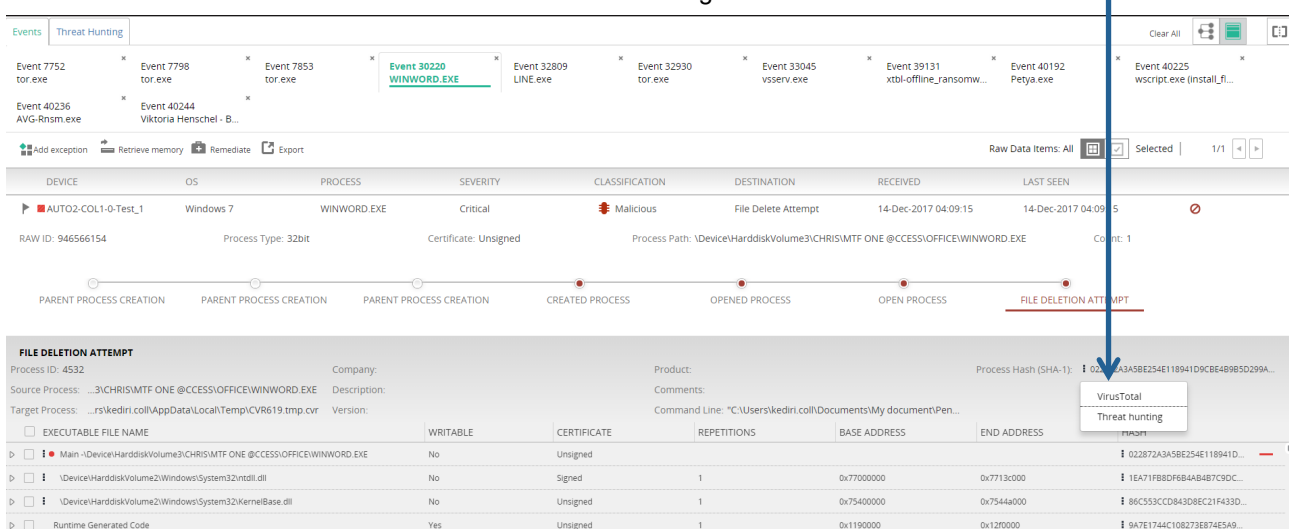 Events Threat Hunting Clear All
Event 7752 Event 7798 Event 7853 Event 30220 Event 32809 Event 32930 Event 33045 Event 39131 Event 40192 Event 40225
tor.exe tor.exe tor.exe WINWORD.EXE LINE.exe tor.exe vsserv.exe xtbl-offline_ransomw... Petya.exe wscript.exe (install_fl...
Event 40236 Event 40244
AVG-Rnsm.exe Viktoria Henschel - B...
Add exception Retrieve memory Remediate Export Raw Data Items: All Selected 1/1
DEVICE OS PROCESS SEVERITY CLASSIFICATION DESTINATION RECEIVED LAST SEEN
AUTO2-COL1-0-Test_1 Windows 7 WINWORD.EXE Critical Malicious File Delete Attempt 14-Dec-2017 04:09:15 14-Dec-2017 04:09:15
RAW ID: 946566154 Process Type: 32bit Certificate: Unsigned Process Path: \Device\HarddiskVolume3\CHRIS\MTF ONE @CCESS\OFFICE\WINWORD.EXE Count: 1
PARENT PROCESS CREATION PARENT PROCESS CREATION PARENT PROCESS CREATION CREATED PROCESS OPENED PROCESS OPEN PROCESS FILE DELETION ATTEMPT
FILE DELETION ATTEMPT
Process ID: 4532 Company: Product: Process Hash (SHA-1):
Source Process: ...3\CHRIS\MTF ONE @CCESS\OFFICE\WINWORD.EXE Description: Comments:
VirusTotal
Target Process: ...rs\kediri.coll\AppData\Local\Temp\CVR619.tmp.cvr Version: Command Line: "C:\Users\kediri.coll\Documents\My document\Pen...
Threat hunting
EXECUTABLE FILE NAME WRITABLE CERTIFICATE REPETITIONS BASE ADDRESS END ADDRESS HASH
Main -\Device\HarddiskVolume3\CHRIS\MTF ONE @CCESS\OFFICE\WINWORD.EXE No Unsigned 022872A3A5BE254E118941D...
\Device\HarddiskVolume2\Windows\System32\ntdll.dll No Signed 1 0x77000000 0x7713c000 1EA71FB8DF6B4AB4B7C9DC...
\Device\HarddiskVolume2\Windows\System32\KernelBase.dll No Unsigned 1 0x75400000 0x7544a000 86C553CCD843D8EC21F433D...
Runtime Generated Code Yes Unsigned 1 0x1190000 0x12f0000 9A7E1744C108273E874E5A9...